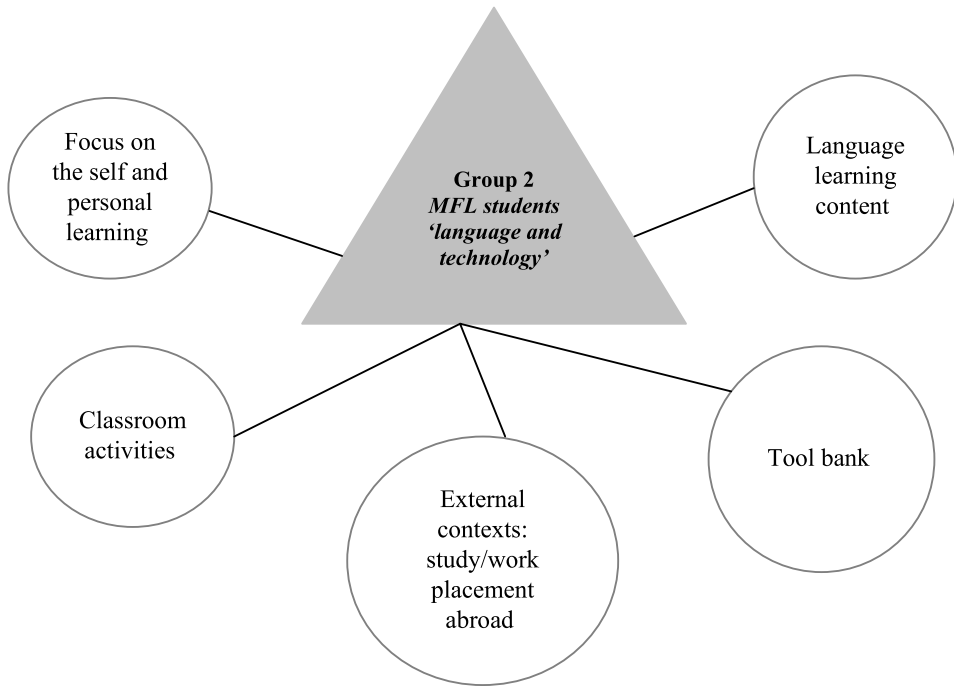 Group 2
MFL students
‘language and
technology’
Focus on
the self and
personal
learning
Language
learning
content
Classroom
activities
External
contexts:
study/work
placement
abroad
Tool bank